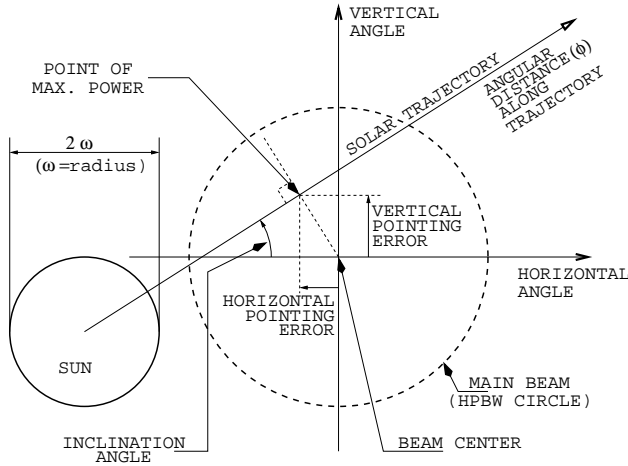 VERTICAL
ANGLE
POINT OF
MAX. POWER
SOLAR TRAJECTORY
ANGULAR
DISTANCE(ϕ)
ALONG
TRAJECTORY
2 ω
(ω=radius)
VERTICAL
POINTING
ERROR
HORIZONTAL
ANGLE
HORIZONTAL
POINTING
ERROR
SUN
MAIN BEAM
(HPBW CIRCLE)
INCLINATION
ANGLE
BEAM CENTER